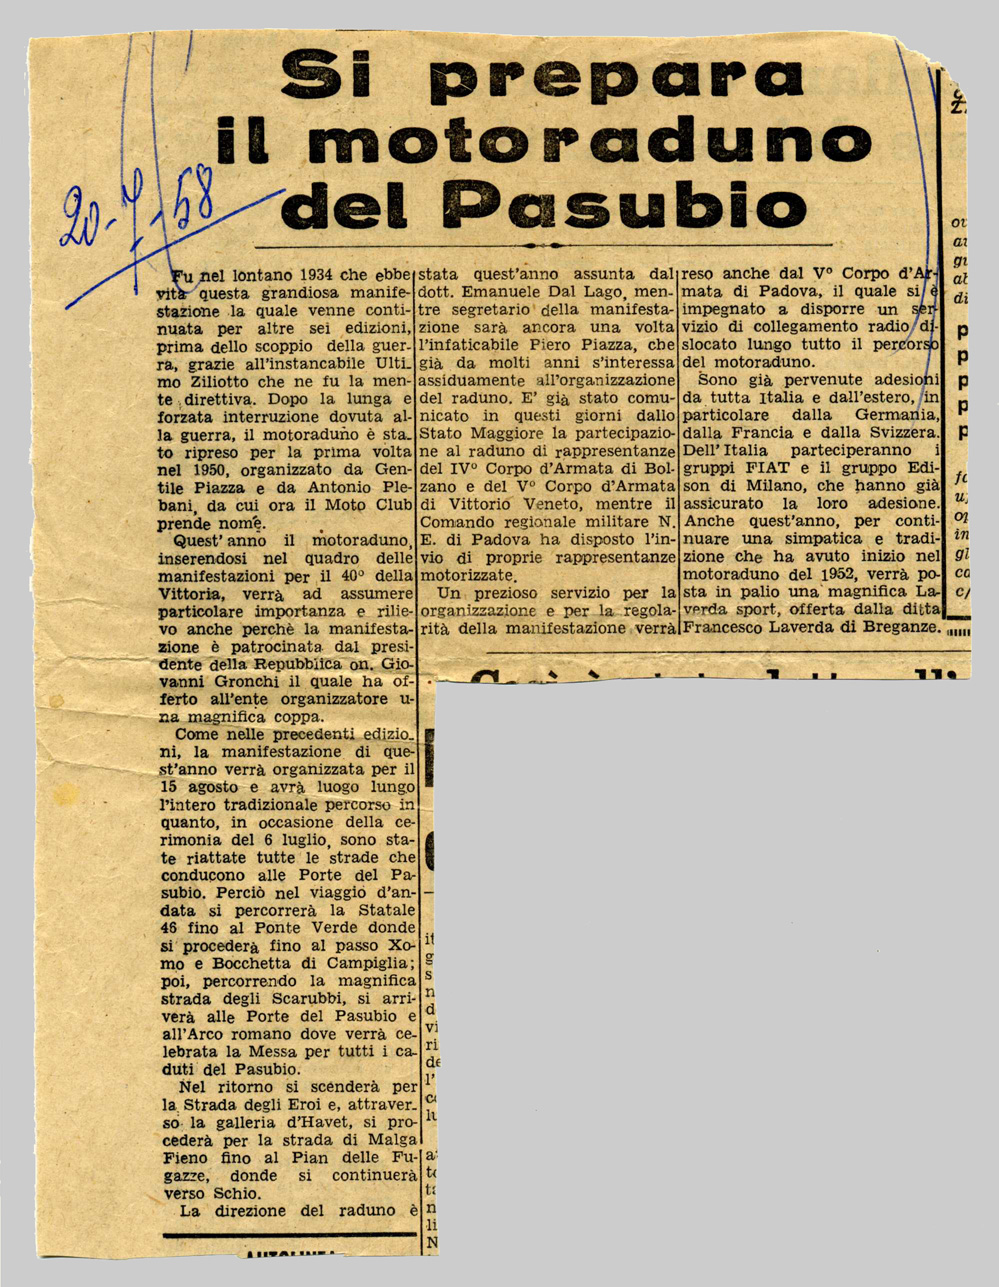 Si prepara
il motoraduno
del Pasubio
20-7-58
Fu nel lontano 1934 che ebbe
vita questa grandiosa manife-
stazione la quale venne conti-
nuata per altre sei edizioni,
prima dello scoppio della guer-
ra, grazie all'instancabile Ulti-
mo Ziliotto che ne fu la men-
te direttiva. Dopo la lunga e
forzata interruzione dovuta al-
la guerra, il motoraduno è sta-
to ripreso per la prima volta
nel 1950, organizzato da Gen-
tile Piazza e da Antonio Ple-
bani, da cui ora il Moto Club
prende nome.
Quest'anno il motoraduno,
inserendosi nel quadro delle
manifestazioni per il 40º della
Vittoria, verrà ad assumere
particolare importanza e rilie-
vo anche perchè la manifesta-
zione è patrocinata dal presi-
dente della Repubblica on. Gio-
vanni Gronchi il quale ha of-
ferto all'ente organizzatore u-
na magnifica coppa.
Come nelle precedenti edizio-
ni, la manifestazione di que-
st'anno verrà organizzata per il
15 agosto e avrà luogo lungo
l'intero tradizionale percorso in
quanto, in occasione della ce-
rimonia del 6 luglio, sono sta-
te riattate tutte le strade che
conducono alle Porte del Pa-
subio. Perciò nel viaggio d'an-
data si percorrerà la Statale
46 fino al Ponte Verde donde
si procederà fino al passo Xo-
mo e Bocchetta di Campiglia;
poi, percorrendo la magnifica
strada degli Scarubbi, si arri-
verà alle Porte del Pasubio e
all'Arco romano dove verrà ce-
lebrata la Messa per tutti i ca-
duti del Pasubio.
Nel ritorno si scenderà per
la Strada degli Eroi e, attraver-
so la galleria d'Havet, si pro-
cederà per la strada di Malga
Fieno fino al Pian delle Fu-
gazze, donde si continuerà
verso Schio.
La direzione del raduno è
stata quest'anno assunta dal
dott. Emanuele Dal Lago, men-
tre segretario della manifesta-
zione sarà ancora una volta
l'infaticabile Piero Piazza, che
già da molti anni s'interessa
assiduamente all'organizzazione
del raduno. E' già stato comu-
nicato in questi giorni dallo
Stato Maggiore la partecipazio-
ne al raduno di rappresentanze
del IVº Corpo d'Armata di Bol-
zano e del Vº Corpo d'Armata
di Vittorio Veneto, mentre il
Comando regionale militare N.
E. di Padova ha disposto l'in-
vio di proprie rappresentanze
motorizzate.
Un prezioso servizio per la
organizzazione e per la regola-
rità della manifestazione verrà
reso anche dal Vº Corpo d'Ar-
mata di Padova, il quale si è
impegnato a disporre un ser-
vizio di collegamento radio di-
slocato lungo tutto il percorso
del motoraduno.
Sono già pervenute adesioni
da tutta Italia e dall'estero, in
particolare dalla Germania,
dalla Francia e dalla Svizzera.
Dell'Italia parteciperanno i
gruppi FIAT e il gruppo Edi-
son di Milano, che hanno già
assicurato la loro adesione.
Anche quest'anno, per conti-
nuare una simpatica e tradi-
zione che ha avuto inizio nel
motoraduno del 1952, verrà po-
sta in palio una magnifica La-
verda sport, offerta dalla ditta
Francesco Laverda di Breganze.